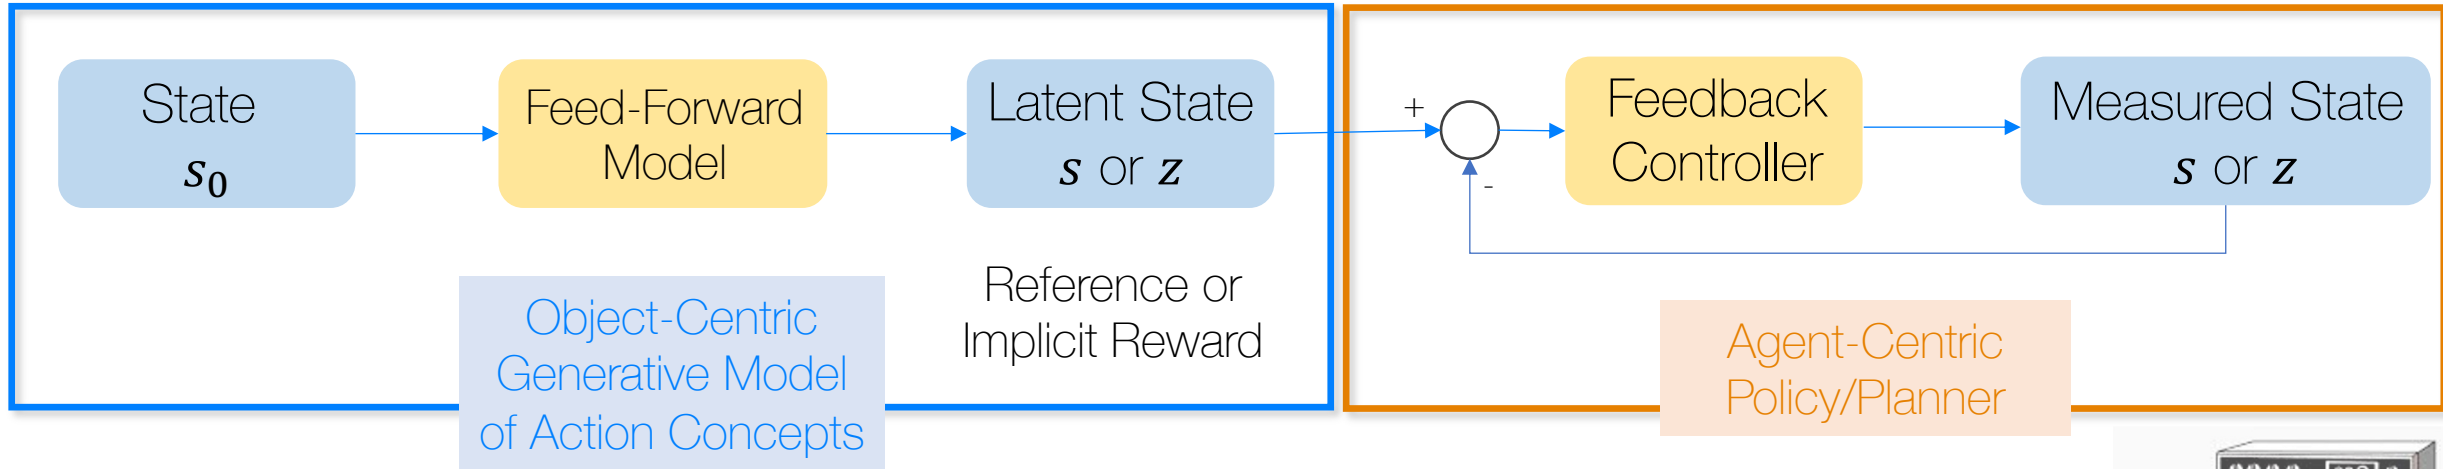 State
s₀
Feed-Forward
Model
Latent State
s or z
Reference or
Implicit Reward
Object-Centric
Generative Model
of Action Concepts
+
-
Feedback
Controller
Measured State
s or z
Agent-Centric
Policy/Planner